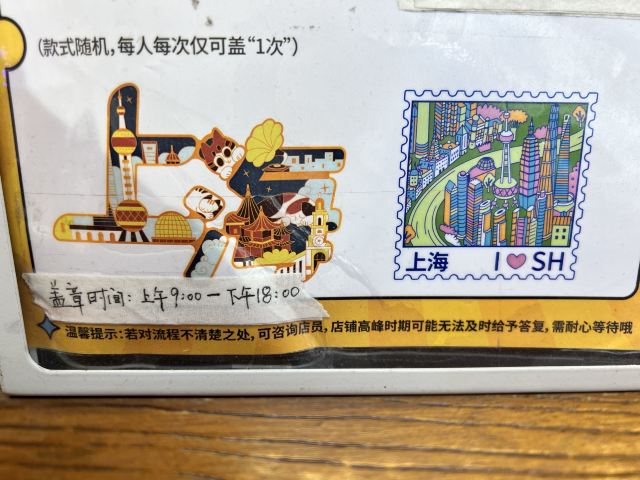 (款式随机，每人每次仅可盖“1次”)
上海 I SH
盖章时间：上午9:00一下午18:00
温馨提示：若对流程不清楚之处，可咨询店员，店铺高峰时期可能无法及时给予答复，需耐心等待哦